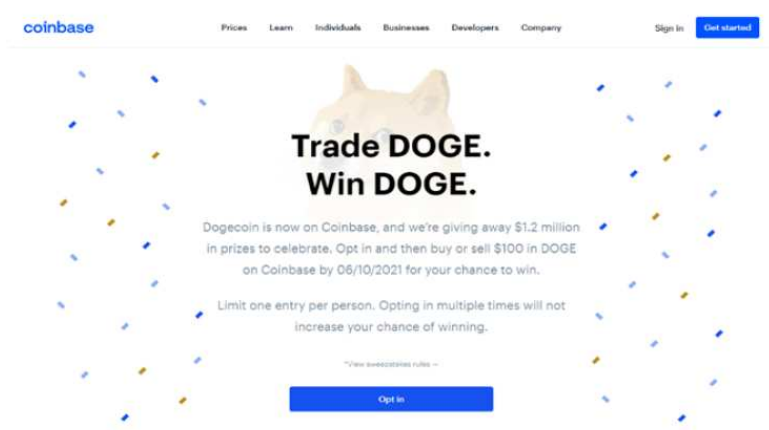 coinbase
Prices Learn Individuals Businesses Developers Company
Sign in Get started
Trade DOGE.
Win DOGE.
Dogecoin is now on Coinbase, and we're giving away $1.2 million
in prizes to celebrate. Opt in and then buy or sell $100 in DOGE
on Coinbase by 06/10/2021 for your chance to win.
Limit one entry per person. Opting in multiple times will not
increase your chance of winning.
*View sweepstakes rules —
Opt in